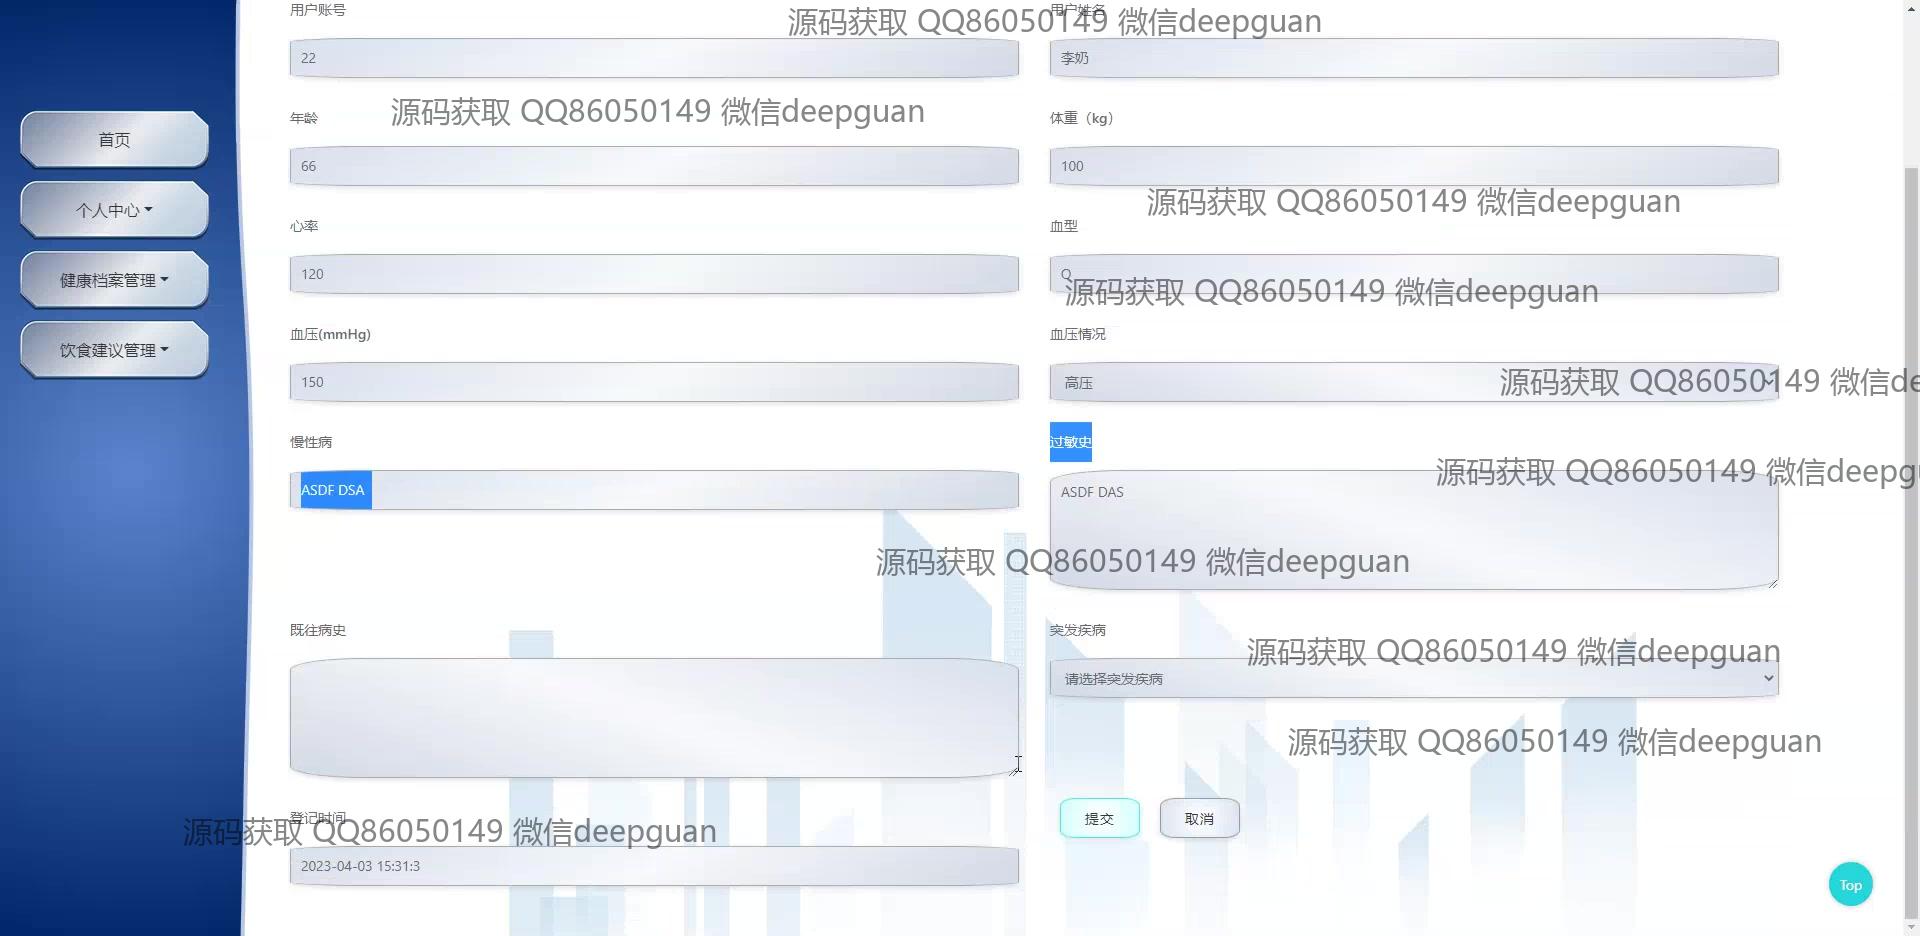 用户账号
用户姓名
源码获取 QQ86050149 微信deepguan
22
李奶
年龄
源码获取 QQ86050149 微信deepguan
体重（kg）
首页
66
100
个人中心
源码获取 QQ86050149 微信deepguan
心率
血型
健康档案管理
120
Q
源码获取 QQ86050149 微信deepguan
血压(mmHg)
血压情况
饮食建议管理
150
高压
源码获取 QQ86050149 微信de
慢性病
过敏史
源码获取 QQ86050149 微信deepg
ASDF DSA
ASDF DAS
源码获取 QQ86050149 微信deepguan
既往病史
突发疾病
源码获取 QQ86050149 微信deepguan
请选择突发疾病
源码获取 QQ86050149 微信deepguan
登记时间
提交
取消
源码获取 QQ86050149 微信deepguan
2023-04-03 15:31:3
Top